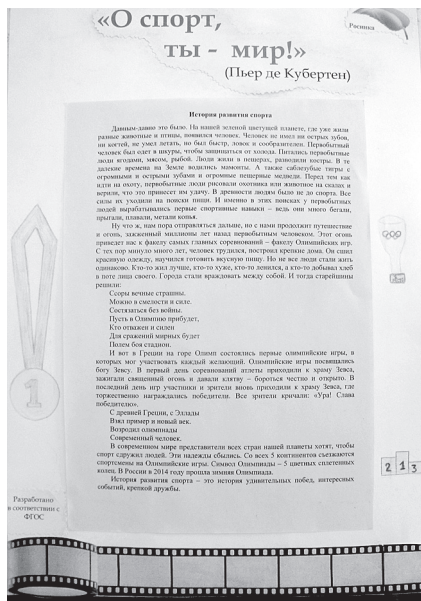 «О спорт,
ты - мир!»
(Пьер де Кубертен)
Росинка
История развития спорта
Давным-давно это было. На нашей зеленой цветущей планете, где уже жили
разные животные и птицы, появился человек. Человек не имел ни острых зубов,
ни когтей, не умел летать, но был быстр, ловок и сообразителен. Первобытный
человек был одет в шкуры, чтобы защищаться от холода. Питались первобытные
люди ягодами, мясом, рыбой. Люди жили в пещерах, разводили костры. В те
далекие времена на Земле водились мамонты. А также саблезубые тигры с
огромными и острыми зубами и огромные пещерные медведи. Перед тем как
идти на охоту, первобытные люди рисовали охотника или животное на скалах и
верили, что это принесет им удачу. В древности людям было не до спорта. Все
силы их уходили на поиски пищи. И именно в этих поисках у первобытных
людей вырабатывались первые спортивные навыки – ведь они много бегали,
прыгали, плавали, метали копья.
Ну что ж, нам пора отправляться дальше, но с нами продолжит путешествие
и огонь, зажженный миллионы лет назад первобытным человеком. Этот огонь
приведет нас к факелу самых главных соревнований – факелу Олимпийских игр.
С тех пор минуло много лет, человек трудился, построил крепкие дома. Он сшил
красивую одежду, научился готовить вкусную пищу. Но не все люди стали жить
одинаково. Кто-то жил лучше, кто-то хуже, кто-то ленился, а кто-то добывал хлеб
в поте лица своего. Города стали враждовать между собой. И тогда старейшины
решили:
Ссоры вечные страшны.
Можно в смелости и силе.
Состязаться без войны.
Пусть в Олимпию прибудет,
Кто отважен и силен
Для сражений мирных будет
Полем боя стадион.
И вот в Греции на горе Олимп состоялись первые олимпийские игры, в
которых мог участвовать каждый желающий. Олимпийские игры посвящались
богу Зевсу. В первый день соревнований атлеты приходили к храму Зевса,
зажигали священный огонь и давали клятву – бороться честно и открыто. В
последний день игр участники и зрители вновь приходили к храму Зевса, где
торжественно награждались победители. Все зрители кричали: «Ура! Слава
победителю».
С древней Греции, с Эллады
Взял пример и новый век.
Возродил олимпиады
Современный человек.
В современном мире представители всех стран нашей планеты хотят, чтобы
спорт сдружил людей. Эти надежды сбылись. Со всех 5 континентов съезжаются
спортсмены на Олимпийские игры. Символ Олимпиады – 5 цветных сплетенных
колец. В России в 2014 году прошла зимняя Олимпиада.
История развития спорта – это история удивительных побед, интересных
событий, крепкой дружбы.
1
2 1 3
Разработано
в соответствии с
ФГОС